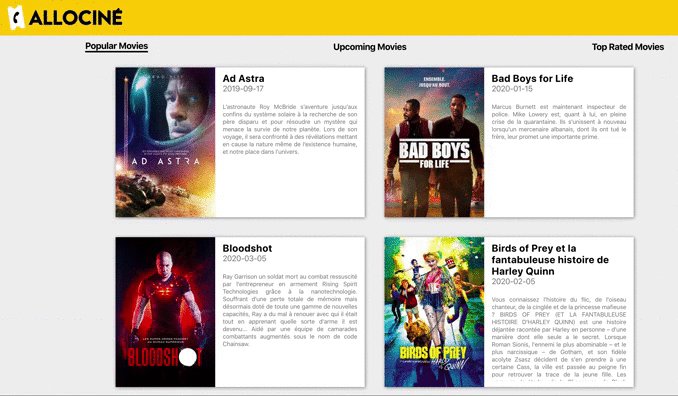 ALLOCINÉ
Popular Movies
Upcoming Movies
Top Rated Movies
AD ASTRA
Ad Astra
2019-09-17
L'astronaute Roy McBride s'aventure jusqu'aux
confins du système solaire à la recherche de son
père disparu et pour résoudre un mystère qui
menace la survie de notre planète. Lors de son
voyage, il sera confronté à des révélations mettant
en cause la nature même de l'existence humaine,
et notre place dans l'univers.
ENSEMBLE.
JUSQU'AU BOUT.
BAD BOYS
FOR LIFE
Bad Boys for Life
2020-01-15
Marcus Burnett est maintenant inspecteur de
police. Mike Lowery est, quant à lui, en pleine
crise de la quarantaine. Ils s'unissent à nouveau
lorsqu'un mercenaire albanais, dont ils ont tué le
frère, leur promet une importante prime.
BLOODSHOT
Bloodshot
2020-03-05
Ray Garrison un soldat mort au combat ressuscité
par l'entrepreneur en armement Rising Spirit
Technologies grâce à la nanotechnologie.
Souffrant d'une perte totale de mémoire mais
désormais doté de toute une gamme de nouvelles
capacités, Ray a du mal à renouer avec qui il était
tout en apprenant quelle sorte d'arme il est
devenu... Aidé par une équipe de camarades
combattants augmentés sous le nom de code
Chainsaw.
BIRDS OF PREY
HARLEY QUINN
Birds of Prey et la
fantabuleuse histoire de
Harley Quinn
2020-02-05
Vous connaissez l'histoire du flic, de l'oiseau
chanteur, de la cinglée et de la princesse mafieuse
? BIRDS OF PREY (ET LA FANTABULEUSE
HISTOIRE D'HARLEY QUINN) est une histoire
déjantée racontée par Harley en personne – d'une
manière dont elle seule a le secret. Lorsque
Roman Sionis, l'ennemi le plus abominable – et le
plus narcissique – de Gotham, et son fidèle
acolyte Zsasz décident de s'en prendre à une
certaine Cass, la ville est passée au peigne fin
pour retrouver la trace de la jeune fille. Les